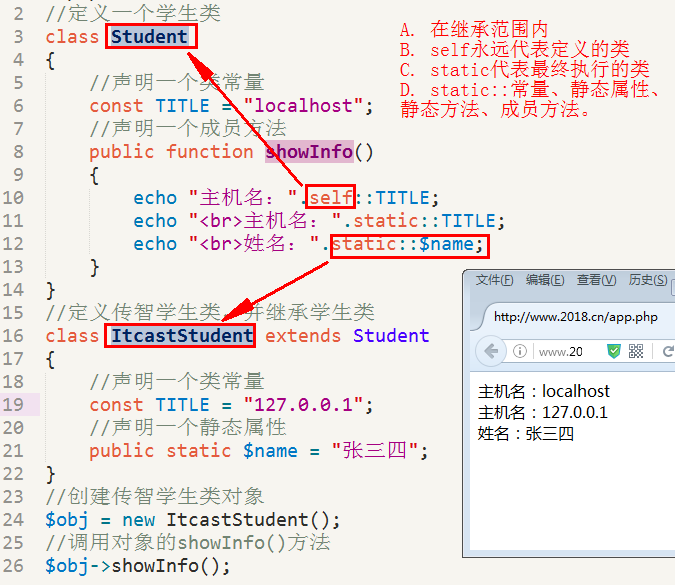 2 //定义一个学生类
3 class Student
4 {
5 //声明一个类常量
6 const TITLE = "localhost";
7 //声明一个成员方法
8 public function showInfo()
9 {
10 echo "主机名：".self::TITLE;
11 echo "<br>主机名：".static::TITLE;
12 echo "<br>姓名：".static::$name;
13 }
14 }
15 //定义传智学生类，并继承学生类
16 class ItcastStudent extends Student
17 {
18 //声明一个类常量
19 const TITLE = "127.0.0.1";
20 //声明一个静态属性
21 public static $name = "张三四";
22 }
23 //创建传智学生类对象
24 $obj = new ItcastStudent();
25 //调用对象的showInfo()方法
26 $obj->showInfo();
A. 在继承范围内
B. self永远代表定义的类
C. static代表最终执行的类
D. static::常量、静态属性、
静态方法、成员方法。
文件(F) 编辑(E) 查看(V) 历史(S)
http://www.2018.cn/app.php
www.20
主机名：localhost
主机名：127.0.0.1
姓名：张三四